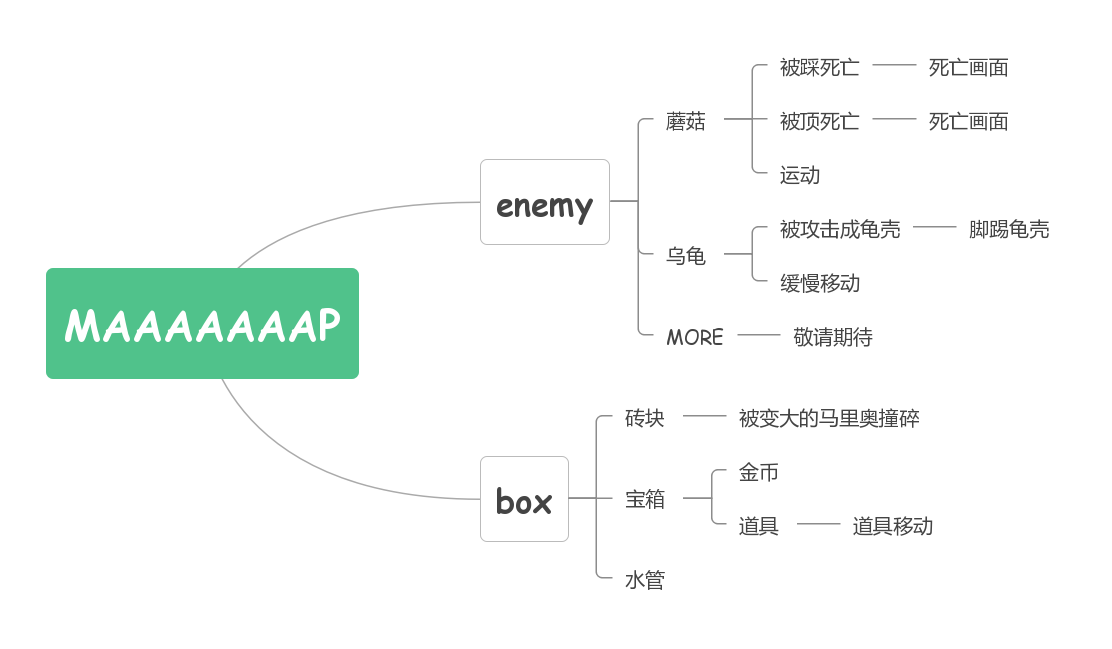 MAAAAAAAP
enemy
蘑菇
被踩死亡
死亡画面
被顶死亡
死亡画面
运动
乌龟
被攻击成龟壳
脚踢龟壳
缓慢移动
MORE
敬请期待
box
砖块
被变大的马里奥撞碎
宝箱
金币
道具
道具移动
水管